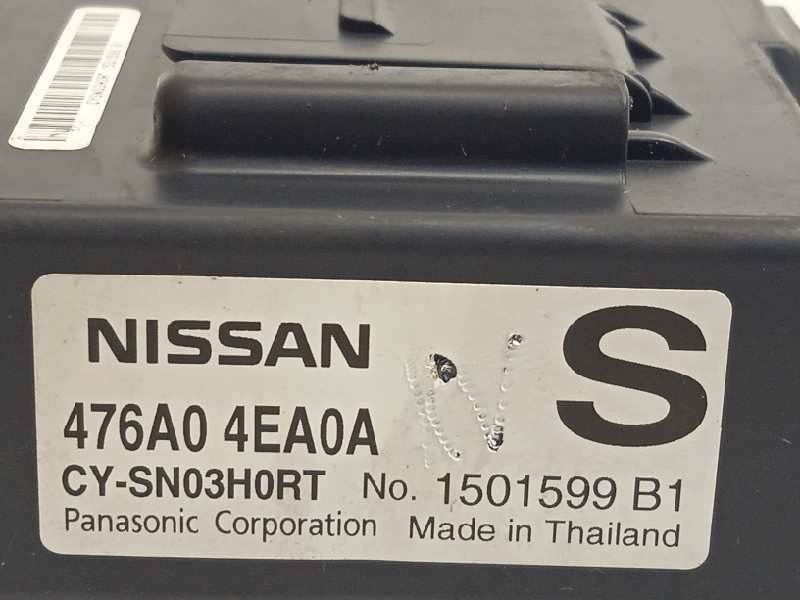 NISSAN
S
476A0 4EA0A
CY-SN03H0RT No. 1501599 B1
Panasonic Corporation Made in Thailand